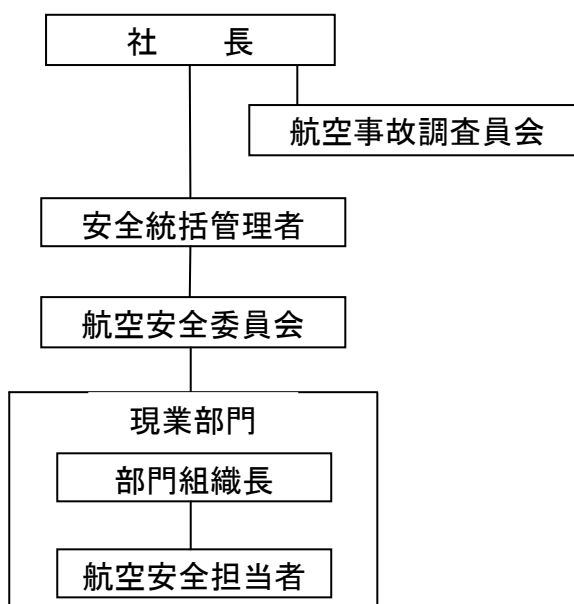 社　　長
航空事故調査員会
安全統括管理者
航空安全委員会
現業部門
部門組織長
航空安全担当者